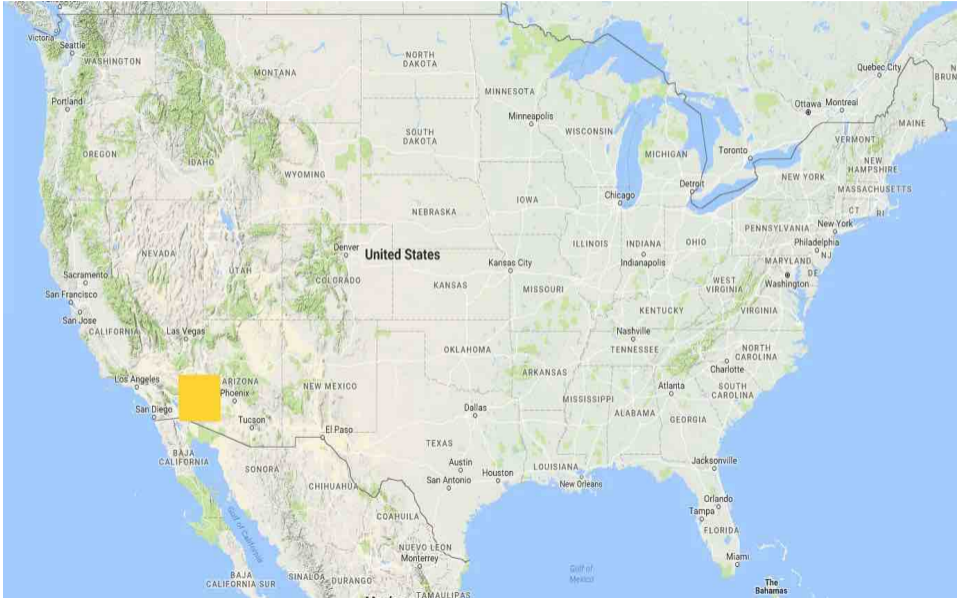 Victoria
Seattle
WASHINGTON
NORTH
DAKOTA
MONTANA
Quebec City
MINNESOTA
Portland
Ottawa
Montreal
Minneapolis
MAINE
WISCONSIN
SOUTH
DAKOTA
VERMONT
OREGON
IDAHO
MICHIGAN
Toronto
NEW
HAMPSHIRE
WYOMING
NEW YORK
Detroit
MASSACHUSETTS
Chicago
IOWA
CT
RI
NEBRASKA
New York
PENNSYLVANIA
ILLINOIS
INDIANA
OHIO
Philadelphia
Denver
United States
NEVADA
NJ
Kansas City
Indianapolis
MARYLAND
UTAH
DE
Sacramento
COLORADO
KANSAS
MISSOURI
WEST
VIRGINIA
Washington
San Francisco
KENTUCKY
VIRGINIA
San Jose
CALIFORNIA
Las Vegas
Nashville
OKLAHOMA
TENNESSEE
NORTH
CAROLINA
Charlotte
ARKANSAS
Los Angeles
ARIZONA
NEW MEXICO
Atlanta
SOUTH
CAROLINA
Phoenix
MISSISSIPPI
San Diego
Dallas
ALABAMA
GEORGIA
Tucson
El Paso
TEXAS
BAJA
CALIFORNIA
SONORA
Austin
Houston
LOUISIANA
Jacksonville
San Antonio
New Orleans
CHIHUAHUA
Orlando
COAHUILA
Tampa
FLORIDA
Gulf of California
NUEVO LEON
Monterrey
Miami
Gulf of
Mexico
BAJA
CALIFORNIA SUR
SINALOA
DURANGO
The
Bahamas
TAMAULIPAS